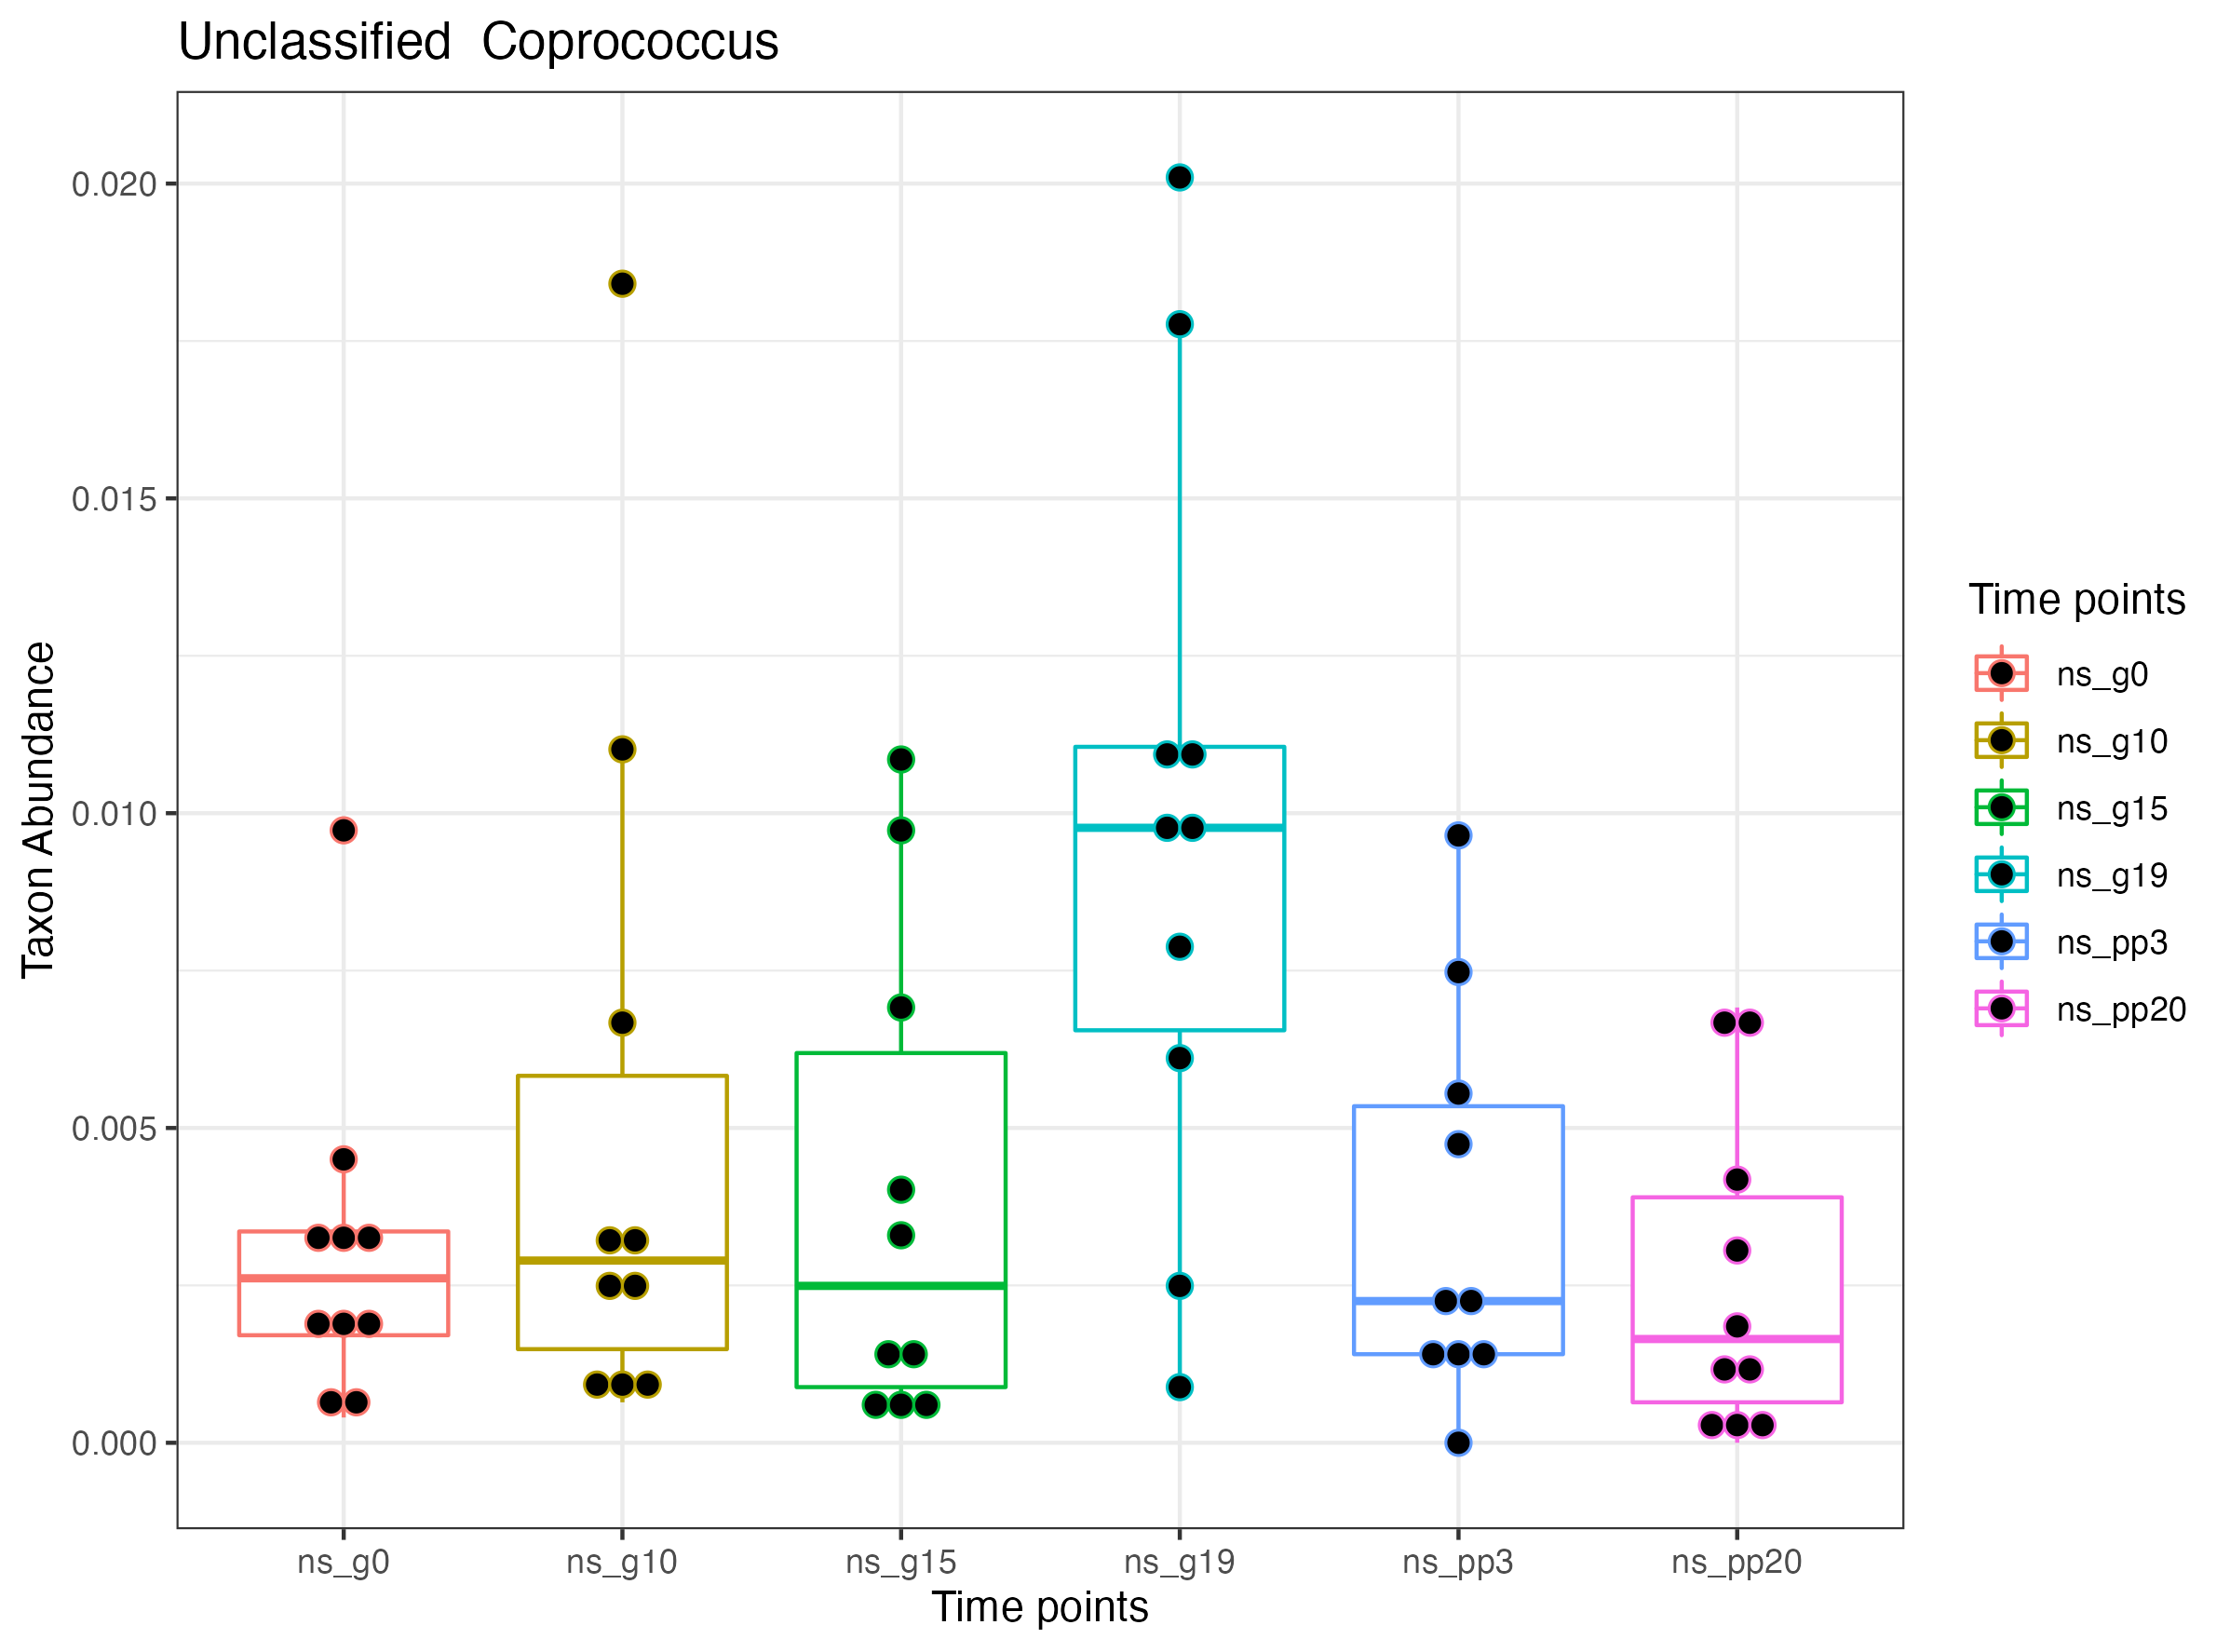 Unclassified  Coprococcus
Taxon Abundance
0.020
0.015
0.010
0.005
0.000
ns_g0
ns_g10
ns_g15
ns_g19
ns_pp3
ns_pp20
Time points
Time points
ns_g0
ns_g10
ns_g15
ns_g19
ns_pp3
ns_pp20